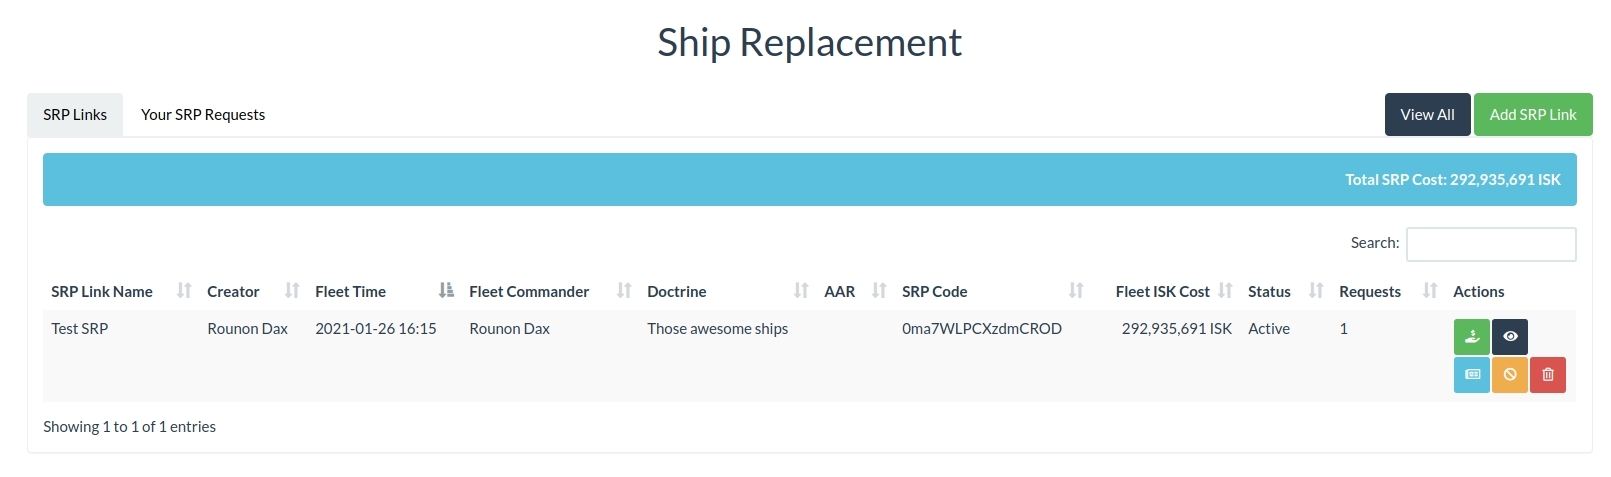 Ship Replacement
SRP Links Your SRP Requests View All Add SRP Link
Total SRP Cost: 292,935,691 ISK
Search:
SRP Link Name Creator Fleet Time Fleet Commander Doctrine AAR SRP Code Fleet ISK Cost Status Requests Actions
Test SRP Rounon Dax 2021-01-26 16:15 Rounon Dax Those awesome ships 0ma7WLPCXzdmCROD 292,935,691 ISK Active 1
Showing 1 to 1 of 1 entries